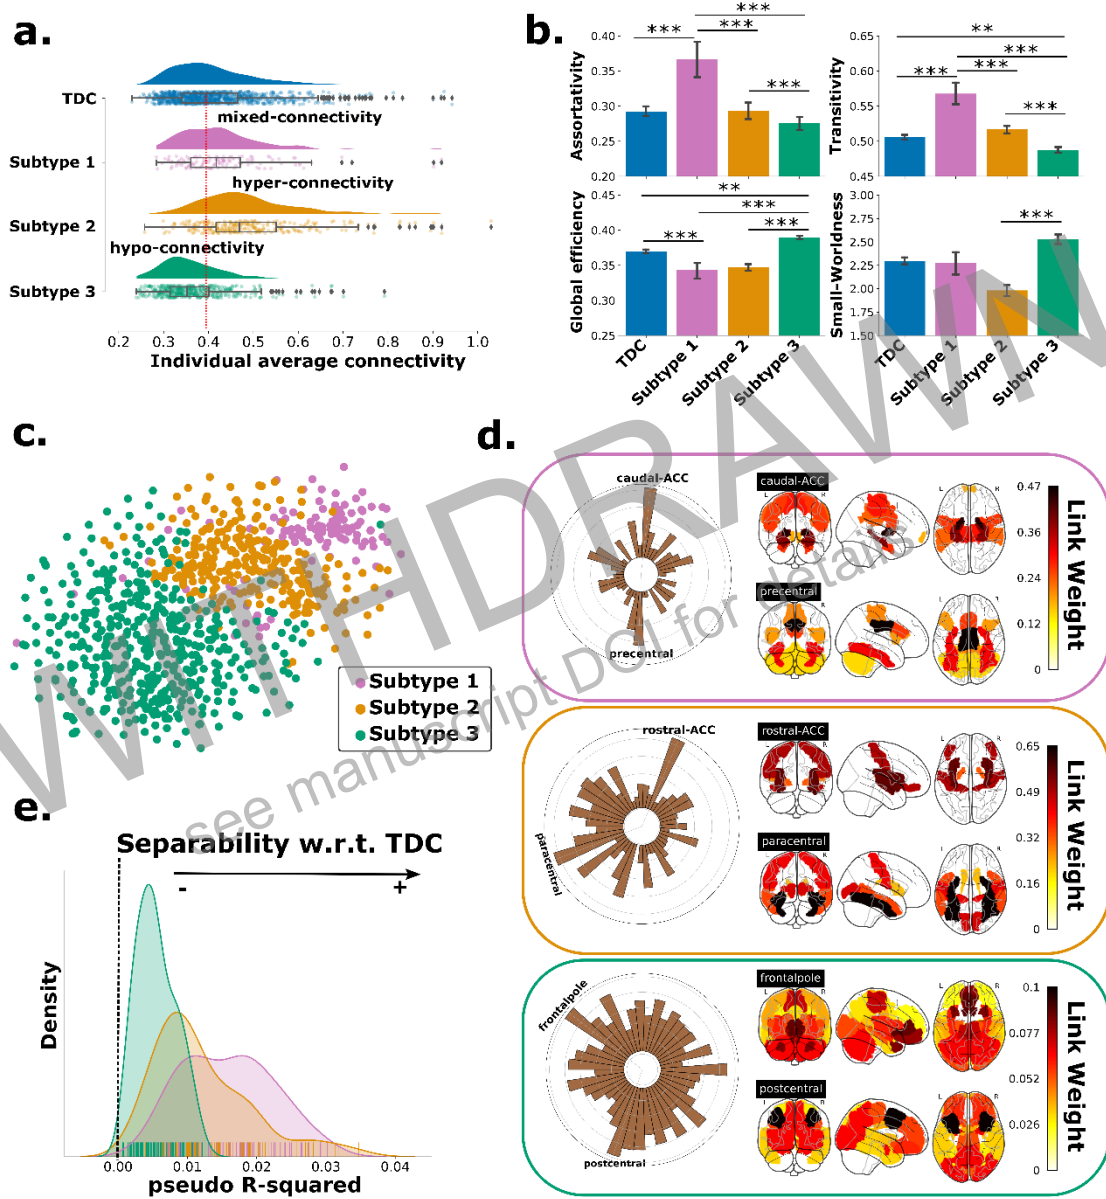 a.
TDC
mixed-connectivity
Subtype 1
hyper-connectivity
Subtype 2
hypo-connectivity
Subtype 3
0.2 0.3 0.4 0.5 0.6 0.7 0.8 0.9 1.0
Individual average connectivity
b.
Assortativity
0.40
0.35
0.30
0.25
0.20
*** *** *** ***
Transitivity
0.65
0.60
0.55
0.50
0.45
** *** *** *** ***
Global efficiency
0.45
0.40
0.35
0.30
0.25
** *** *** ***
TDC
Subtype 1
Subtype 2
Subtype 3
Small-Worldness
3.00
2.75
2.50
2.25
2.00
1.75
1.50
***
TDC
Subtype 1
Subtype 2
Subtype 3
c.
Subtype 1
Subtype 2
Subtype 3
d.
caudal-ACC
precentral
caudal-ACC
L R L R
precentral
L R L R
0.47
0.36
0.24
0.12
0
Link Weight
rostral-ACC
paracentral
rostral-ACC
L R L R
paracentral
L R L R
0.65
0.49
0.32
0.16
0
Link Weight
frontalpole
postcentral
frontalpole
L R L R
postcentral
L R L R
0.1
0.077
0.052
0.026
0
Link Weight
e.
Separability w.r.t. TDC
- +
Density
0.00 0.01 0.02 0.03 0.04
pseudo R-squared
WITHDRAWN
see manuscript DOI for details